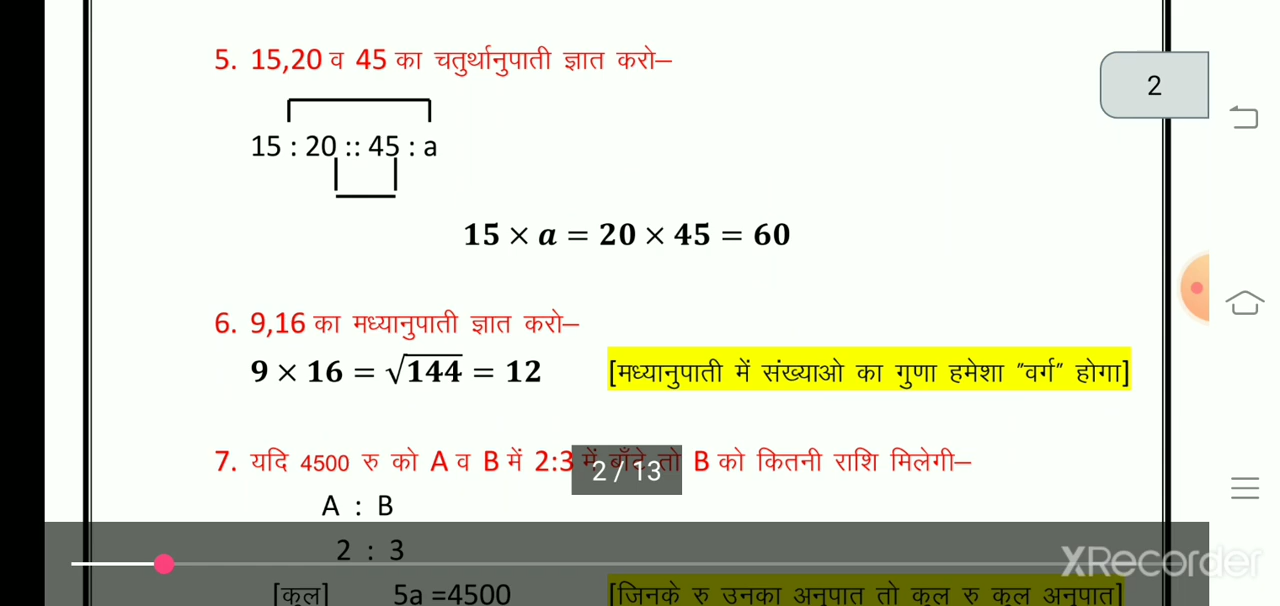 5. 15,20 व 45 का चतुर्थानुपाती ज्ञात करो–
2
15 : 20 :: 45 : a
15 × a = 20 × 45 = 60
6. 9,16 का मध्यानुपाती ज्ञात करो–
9 × 16 = √144 = 12 [मध्यानुपाती में संख्याओ का गुणा हमेशा "वर्ग" होगा]
7. यदि 4500 रु को A व B में 2:3 में बाँटे तो B को कितनी राशि मिलेगी–
2 / 13
A : B
2 : 3
XRecorder
[कुल] 5a =4500 [जिनके रु उनका अनुपात तो कुल रु कुल अनुपात]